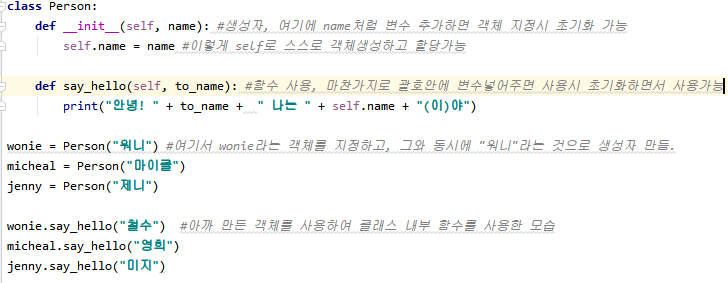 class Person:
def __init__(self, name): #생성자, 여기에 name처럼 변수 추가하면 객체 지정시 초기화 가능
self.name = name #이렇게 self로 스스로 객체생성하고 할당가능
def say_hello(self, to_name): #함수 사용, 마찬가지로 괄호안에 변수넣어주면 사용시 초기화하면서 사용가능
print("안녕! " + to_name + " 나는 " + self.name + "(이)야")
wonie = Person("워니") #여기서 wonie라는 객체를 지정하고, 그와 동시에 "워니"라는 것으로 생성자 만듬.
micheal = Person("마이클")
jenny = Person("제니")
wonie.say_hello("철수") #아까 만든 객체를 사용하여 클래스 내부 함수를 사용한 모습
micheal.say_hello("영희")
jenny.say_hello("미지")